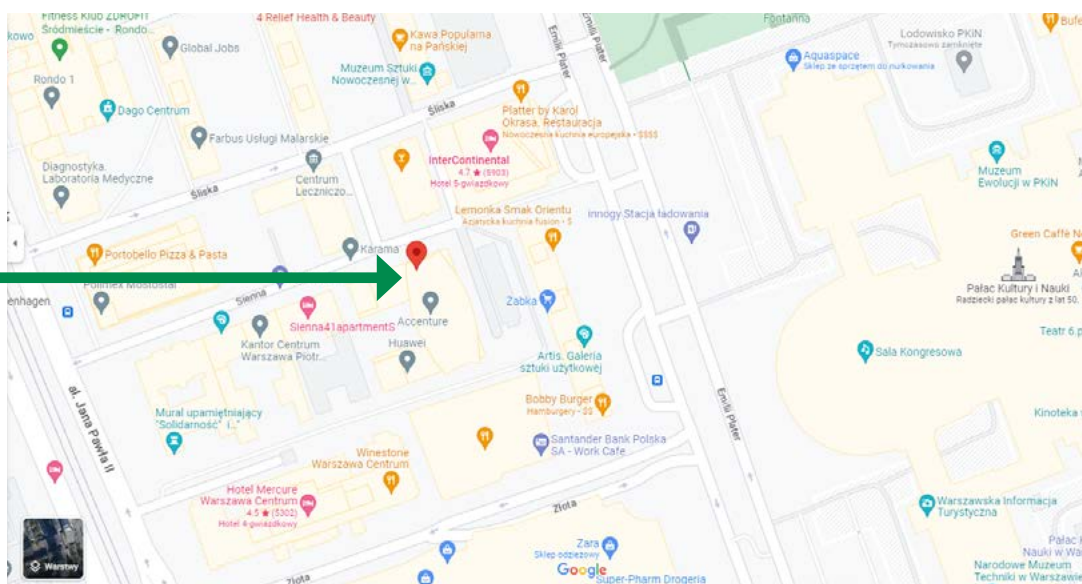 Fitness Klub ZDROFIT
Śródmieście - Rondo...
4 Relief Health & Beauty
Fontanna
Bufe
kowo
Global Jobs
Kawa Popularna
na Pańskiej
Emilii Plater
Emilii Plater
Lodowisko PKiN
Tymczasowo zamknięte
Aquaspace
Sklep ze sprzętem do nurkowania
Rondo 1
Muzeum Sztuki
Nowoczesnej w...
Dago Centrum
Śliska
Platter by Karol
Okrasa. Restauracja
Nowoczesna kuchnia europejska - $$$$
Farbus Usługi Malarskie
InterContinental
4.7 ★ (5903)
Hotel 5-gwiazdkowy
Diagnostyka.
Laboratoria Medyczne
Centrum
Leczniczo...
Muzeum
Ewolucji w PKiN
Śliska
Lemonka Smak Orientu
Azjatycka kuchnia fusion - $
innogy Stacja ładowania
Green Caffè N
Portobello Pizza & Pasta
Karama
Polimex Mostostal
enhagen
Sienna
Żabka
Pałac Kultury i Nauki
Radziecki pałac kultury z lat 50.
Sienna41apartmentS
Accenture
Teatr 6.p
Kantor Centrum
Warszawa Piotr...
Huawei
Artis. Galeria
sztuki użytkowej
Sala Kongresowa
al. Jana Pawła II
Bobby Burger
Hamburgery - $$
Emilii Plater
Mural upamiętniający
"Solidarność" i..."
Kinoteka
Santander Bank Polska
SA - Work Cafe
Winestone
Warszawa Centrum
Hotel Mercure
Warszawa Centrum
4.5 ★ (5302)
Hotel 4-gwiazdkowy
Złota
Warszawska Informacja
Turystyczna
Zara
Sklep odzieżowy
Pałac
Nauki w Wa
Warstwy
Google
Super-Pharm Drogeria
Narodowe Muzeum
Techniki w Warszawie
Złota